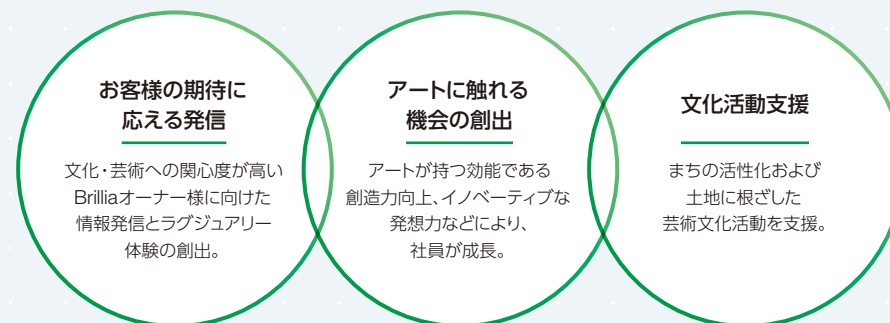 お客様の期待に
応える発信
文化・芸術への関心度が高い
Brilliaオーナー様に向けた
情報発信とラグジュアリー
体験の創出。
アートに触れる
機会の創出
アートが持つ効能である
創造力向上、イノベーティブな
発想力などにより、
社員が成長。
文化活動支援
まちの活性化および
土地に根ざした
芸術文化活動を支援。